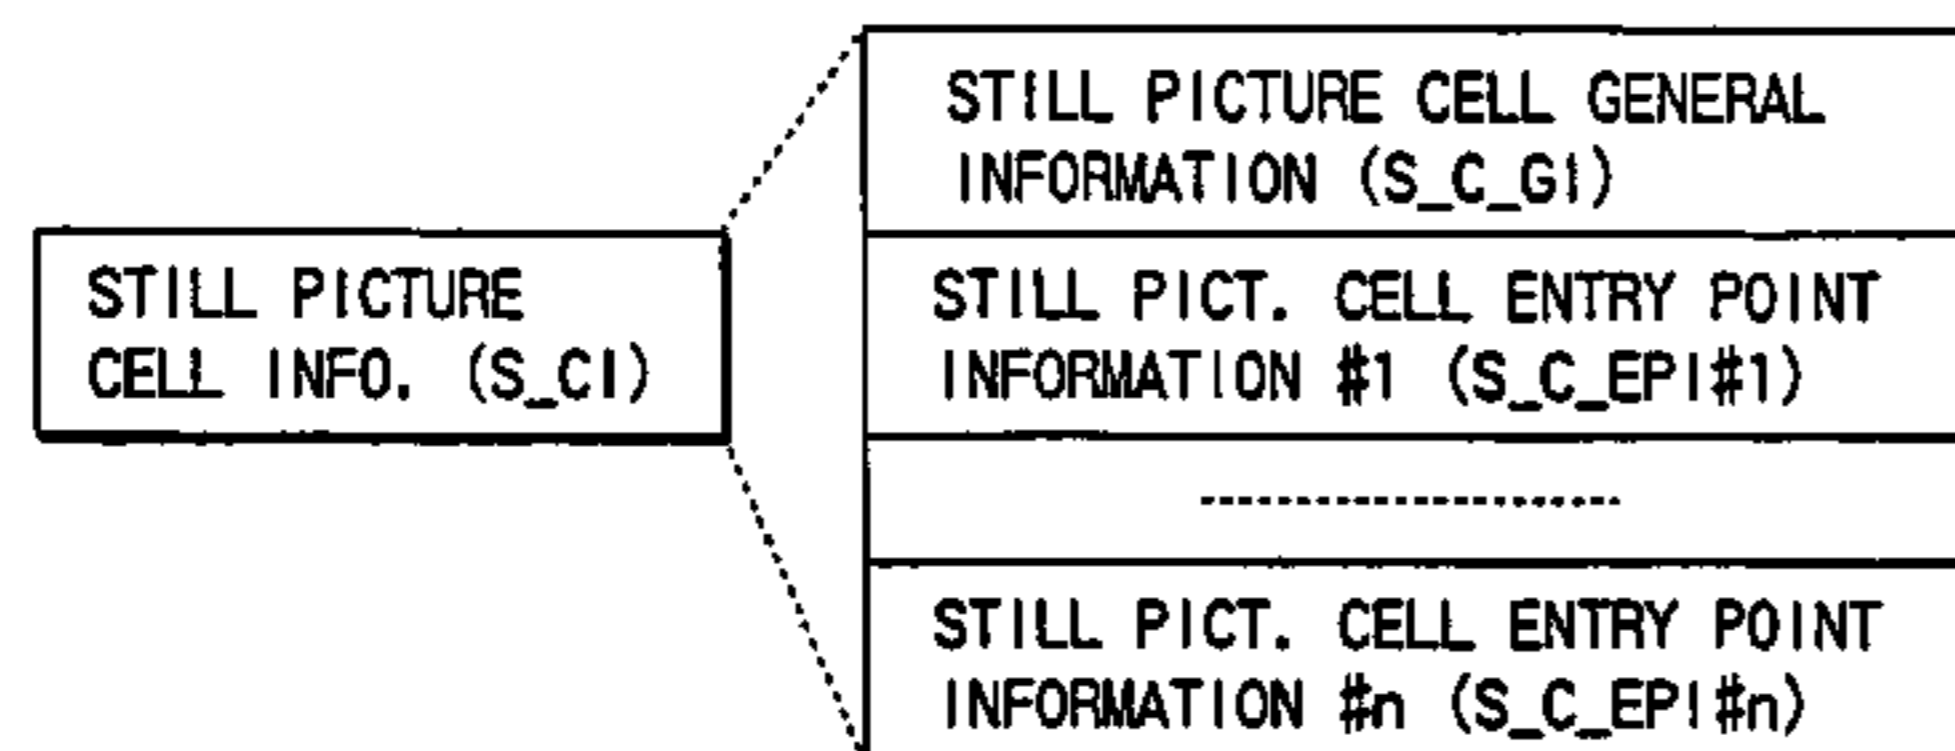 STILL PICTURE CELL GENERAL
INFORMATION (S_C_GI)
STILL PICTURE
CELL INFO. (S_CI)
STILL PICT. CELL ENTRY POINT
INFORMATION #1 (S_C_EPI#1)
STILL PICT. CELL ENTRY POINT
INFORMATION #n (S_C_EPI#n)